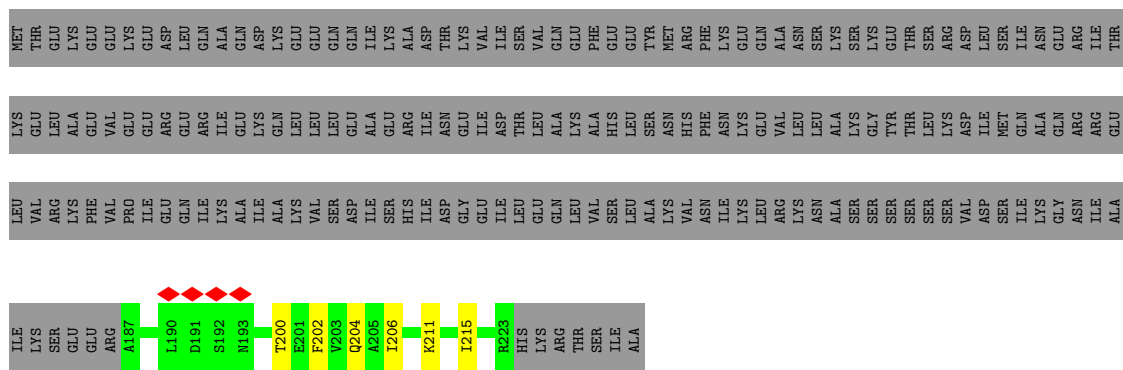 MET THR GLU LYS GLU GLU LYS GLU ASP LEU GLN ALA GLN ASP LYS GLU GLU GLN GLN ILE LYS ALA ASP THR LYS VAL ILE SER VAL GLN GLU PHE GLU GLU TYR MET ARG PHE LYS GLU GLN ALA ASN SER LYS SER LYS GLU THR SER ARG ASP LEU SER ILE ASN GLU ARG ILE THR
LYS GLU LEU ALA GLU VAL GLU GLU ARG GLU ARG ILE GLU LYS GLN LEU LEU LEU GLU ALA GLU ARG ILE ASN GLU ILE ASP THR LEU ALA LYS ALA HIS LEU SER ASN HIS PHE ASN LYS GLU VAL LEU LEU ALA LYS GLY TYR THR LEU LYS ASP ILE MET GLN ALA GLN ARG ARG GLU
LEU VAL ARG LYS PHE VAL PRO ILE GLU GLN ILE LYS ALA ILE ALA LYS VAL SER ASP ILE SER HIS ILE ASP GLY GLU ILE LEU GLU GLN LEU VAL SER LEU ALA LYS VAL ASN ILE LYS LEU ARG LYS ASN ALA SER SER SER SER SER SER VAL ASP SER ILE LYS GLY ASN ILE ALA
ILE LYS SER GLU GLU ARG A187 L190 D191 S192 N193 T200 E201 F202 V203 Q204 A205 I206 K211 I215 R223 HIS LYS ARG THR SER ILE ALA